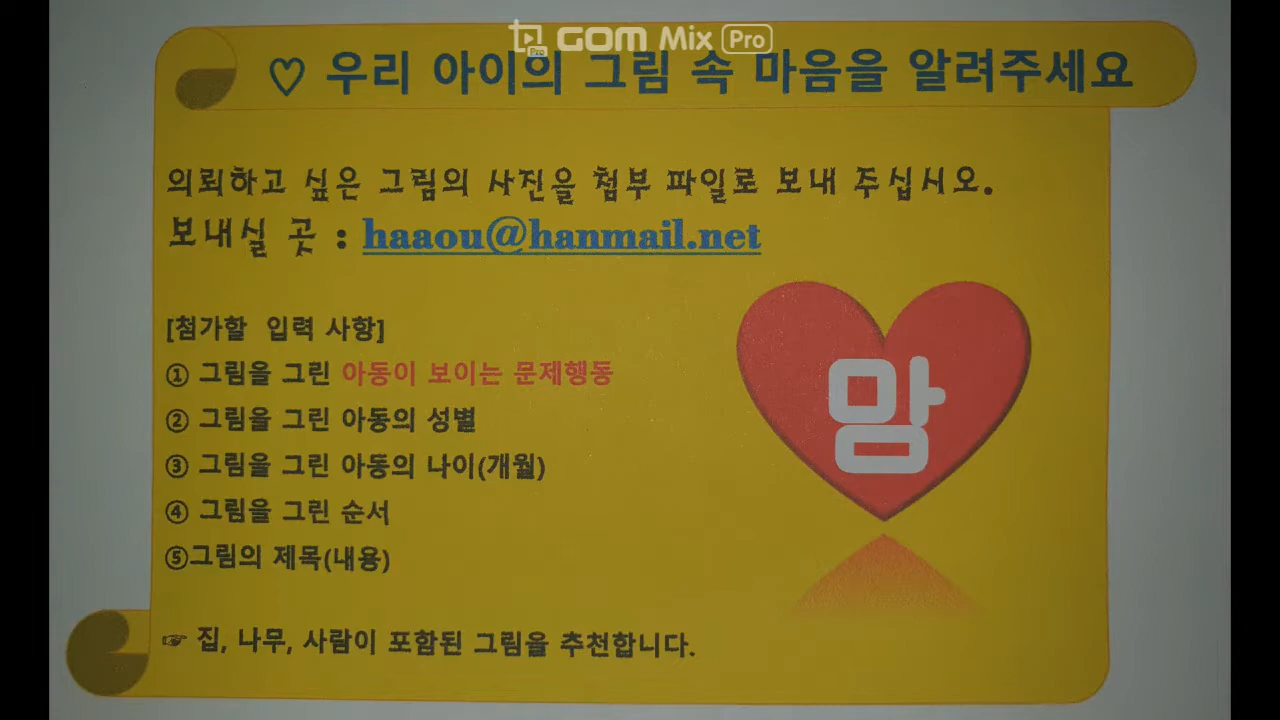 GOM Mix Pro
Pro
♡ 우리 아이의 그림 속 마음을 알려주세요
의뢰하고 싶은 그림의 사진을 첨부 파일로 보내 주십시오.
보내실 곳 : haaou@hanmail.net
[첨가할 입력 사항]
① 그림을 그린 아동이 보이는 문제행동
② 그림을 그린 아동의 성별
③ 그림을 그린 아동의 나이(개월)
④ 그림을 그린 순서
⑤그림의 제목(내용)
맘
☞ 집, 나무, 사람이 포함된 그림을 추천합니다.